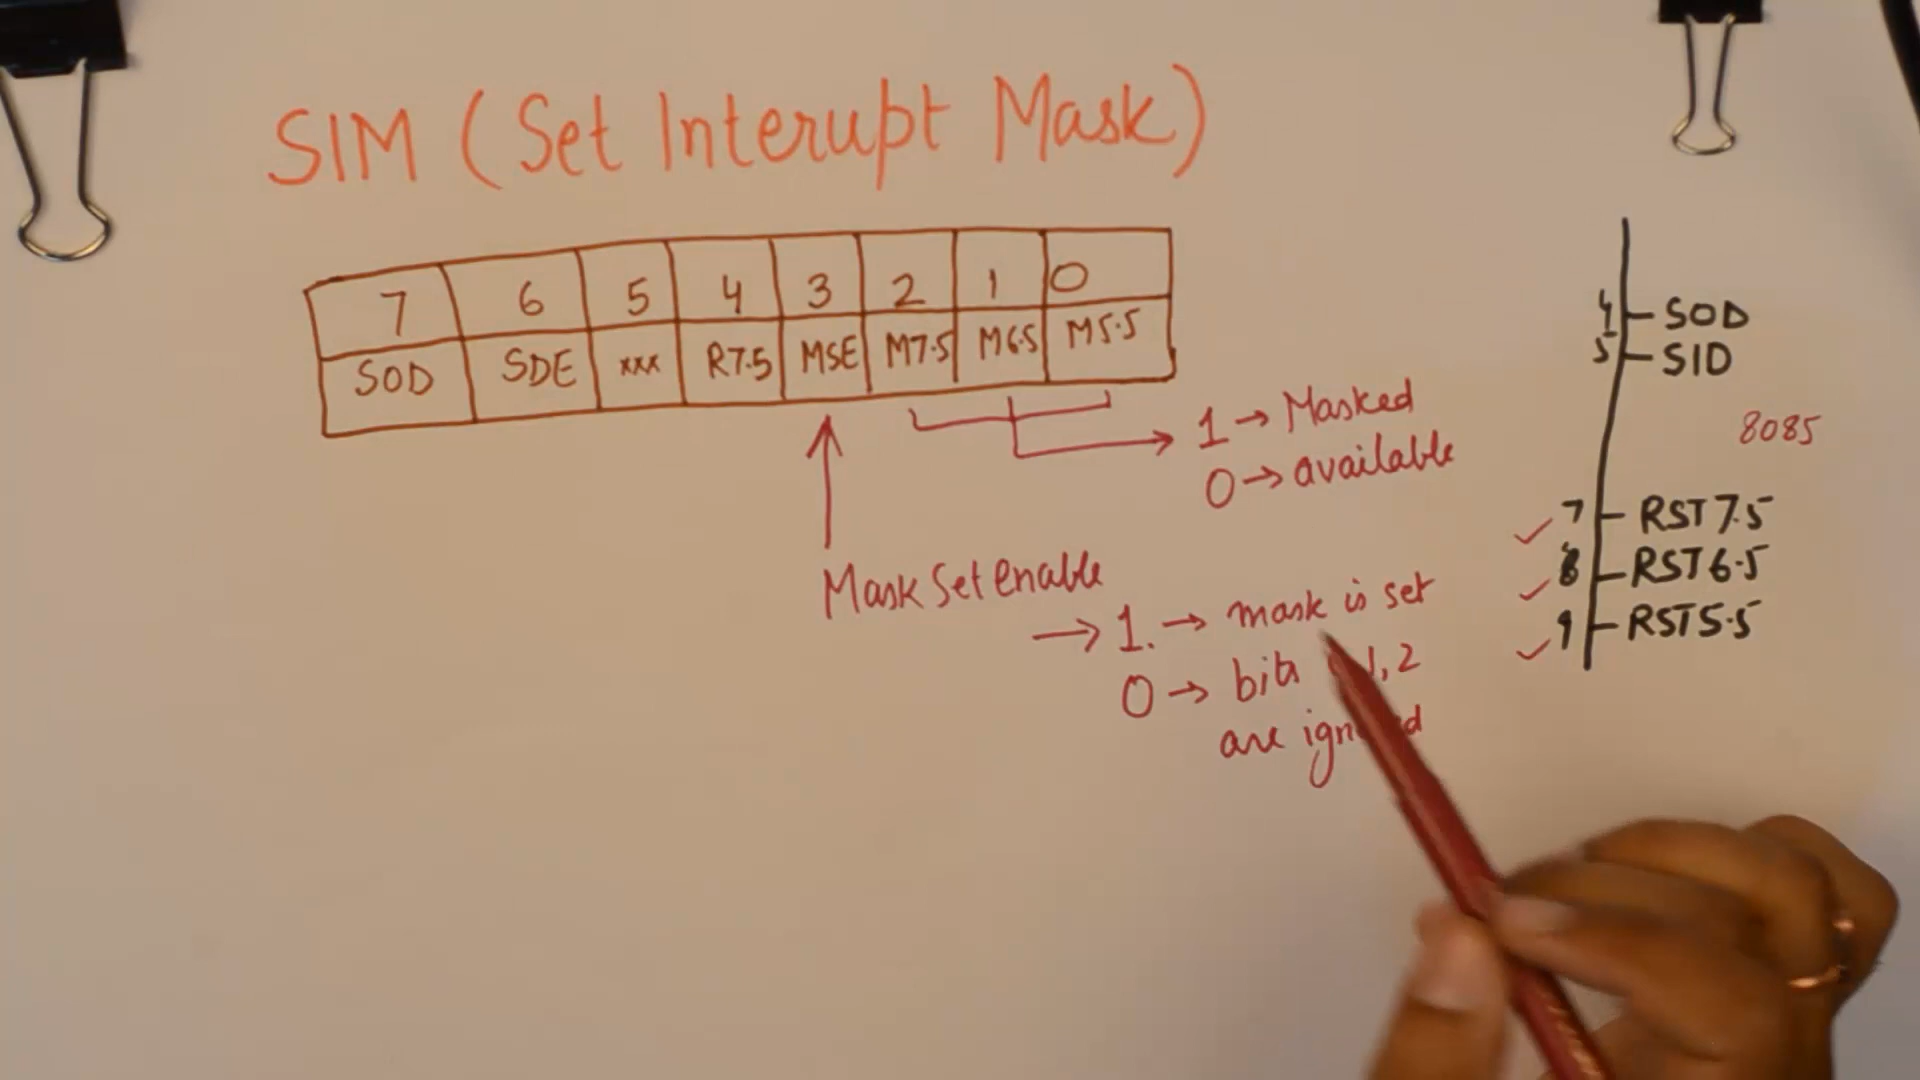 SIM (Set Interupt Mask)
7 6 5 4 3 2 1 0
SOD SDE xxx R7.5 MSE M7.5 M6.5 M5.5
1 → Masked
0 → available
Mask Set enable
→ 1. → mask is set
0 → bits 1, 2
are
4 SOD
5 SID
8085
✓ 7 RST 7.5
✓ 8 RST 6.5
✓ 9 RST 5.5